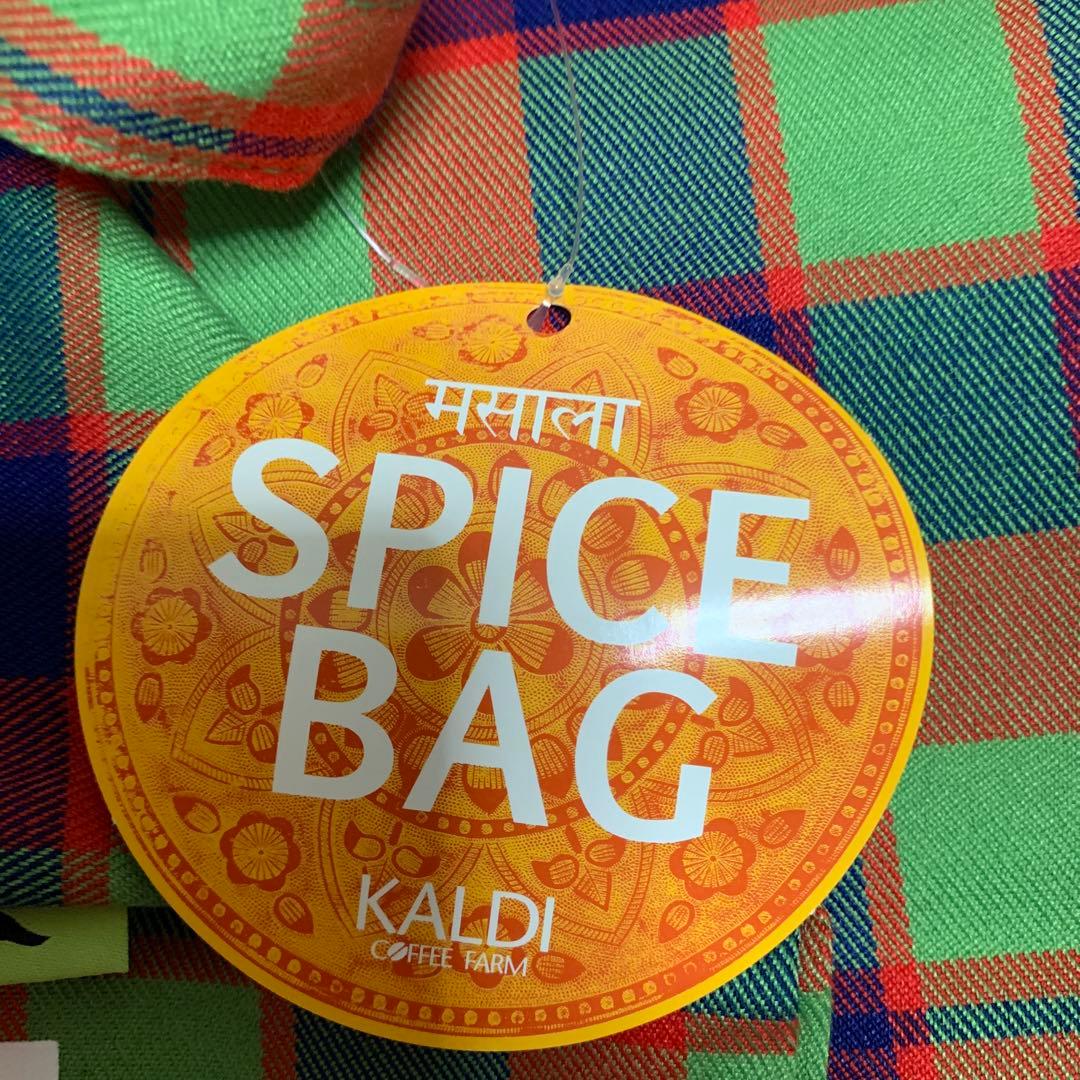 मसाला
SPICE
BAG
KALDI
COFFEE FARM